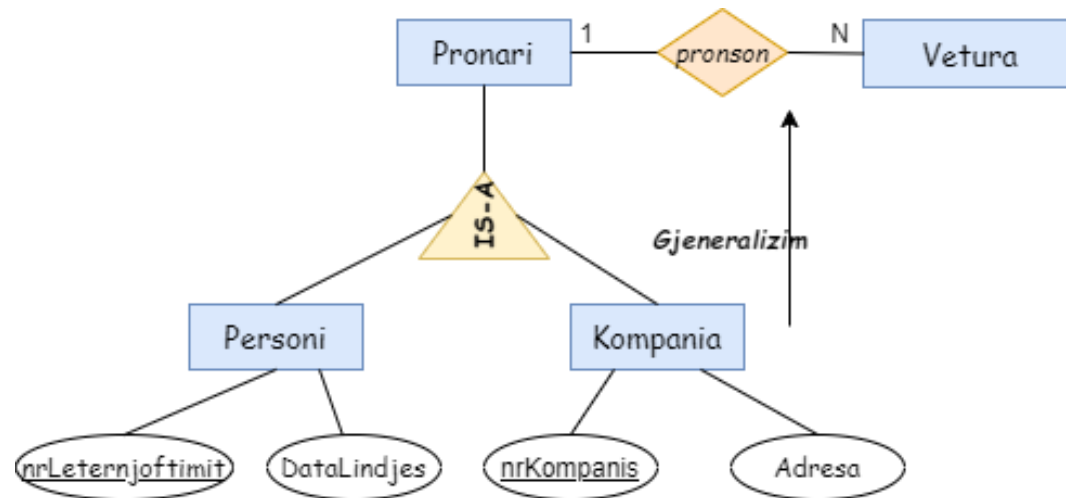 Pronari
1
pronson
N
Vetura
IS-A
Gjeneralizim
Personi
Kompania
nrLeternjoftimit
DataLindjes
nrKompanis
Adresa